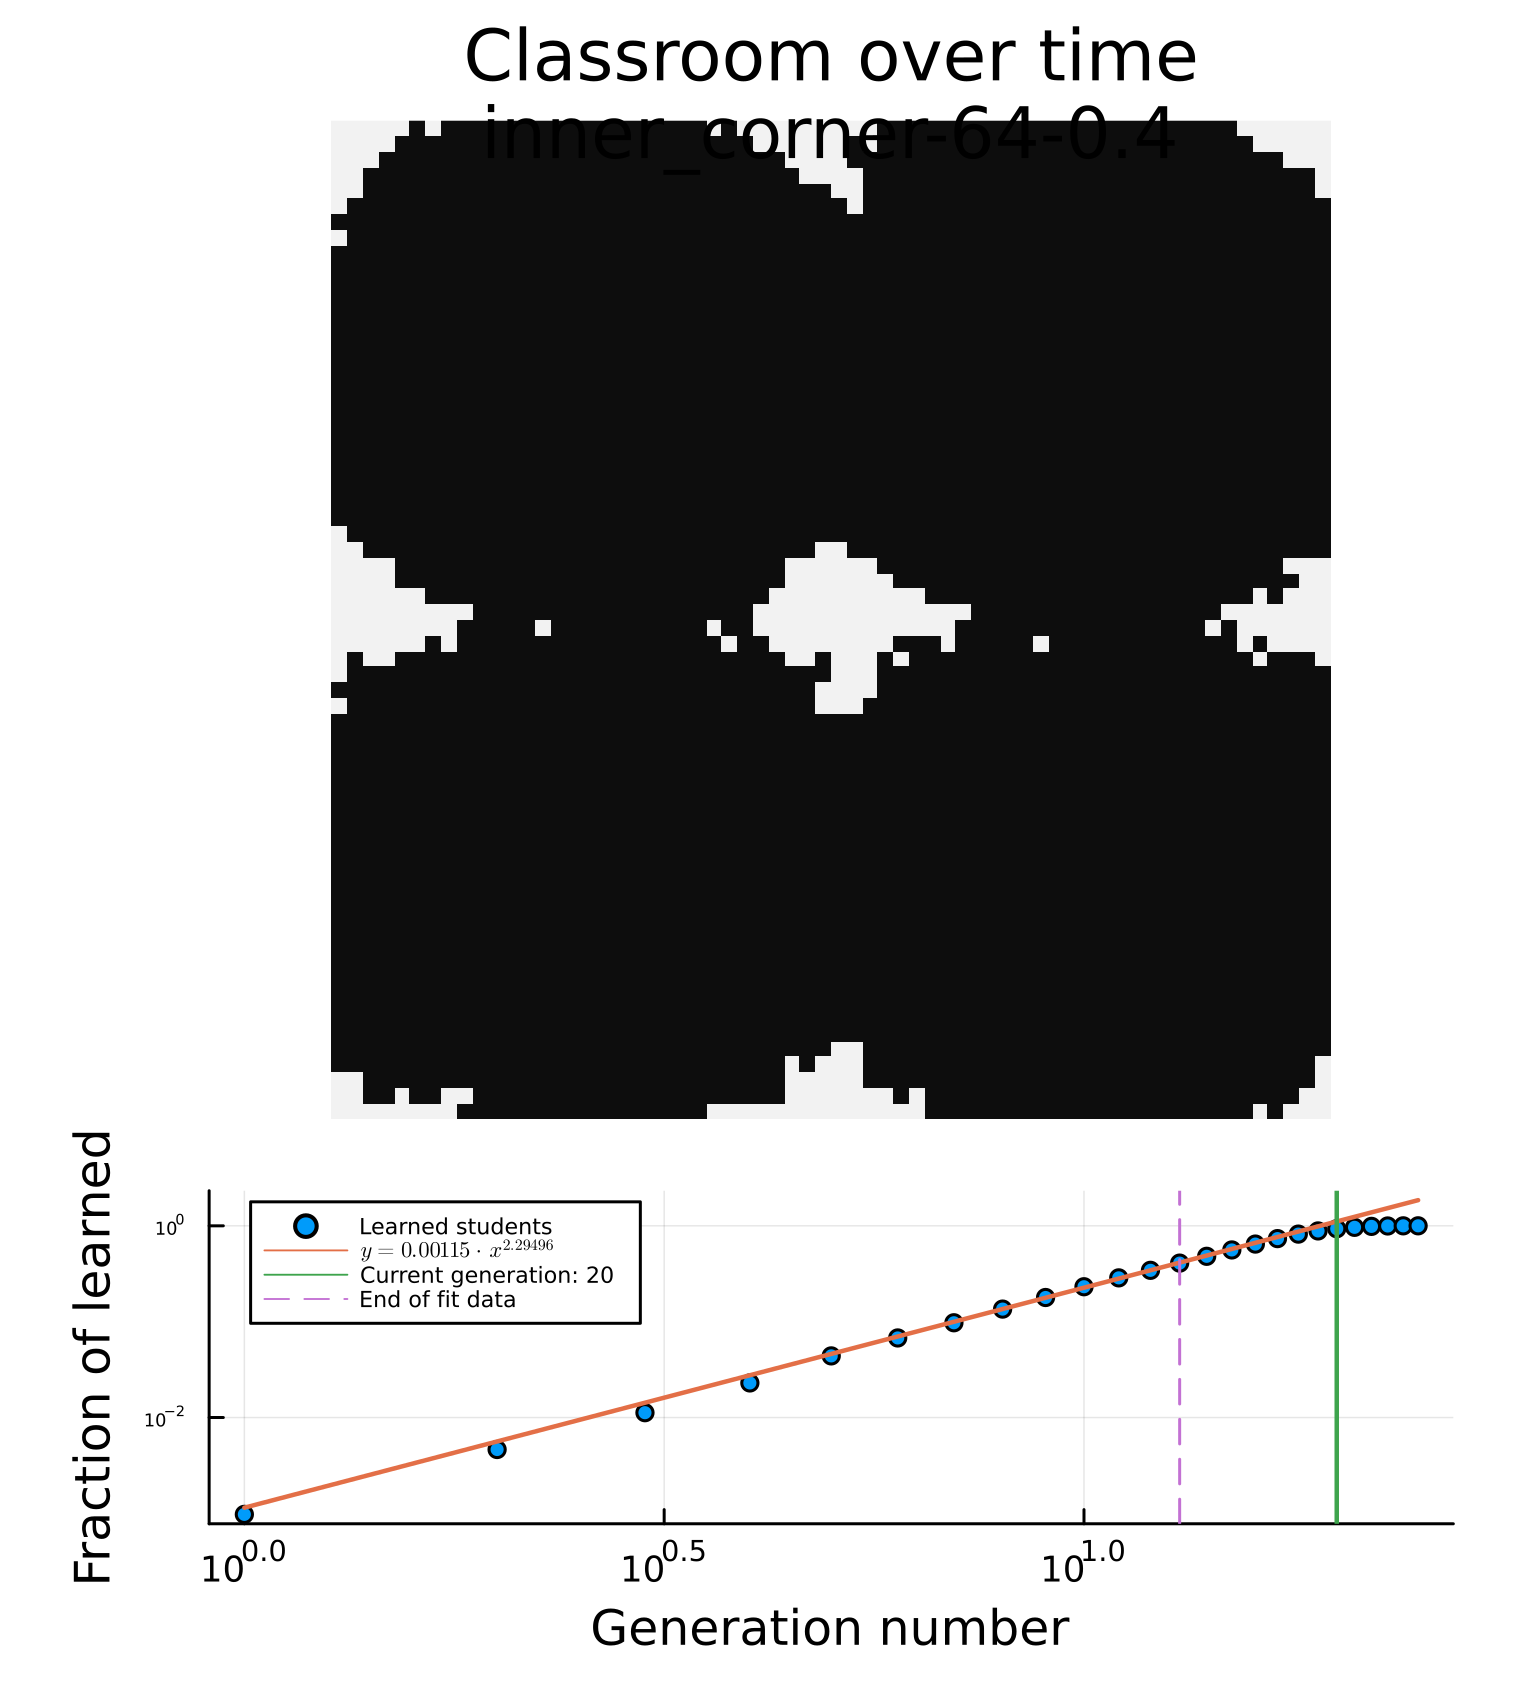 Classroom over time
inner_corner-64-0.4
Fraction of learned
10^0
10^−2
Learned students
y = 0.00115 · x^2.29496
Current generation: 20
End of fit data
10^0.0
10^0.5
10^1.0
Generation number